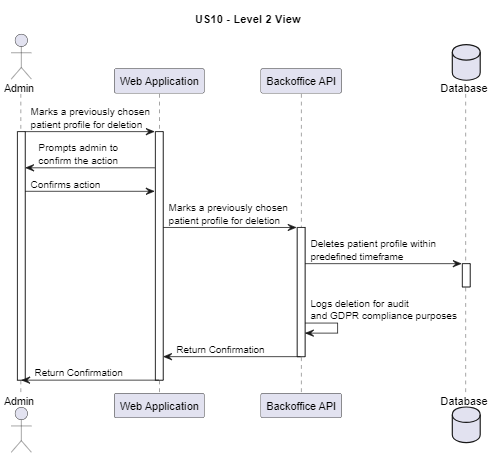 US10 - Level 2 View
Admin
Web Application
Backoffice API
Database
Marks a previously chosen
patient profile for deletion
Prompts admin to
confirm the action
Confirms action
Marks a previously chosen
patient profile for deletion
Deletes patient profile within
predefined timeframe
Logs deletion for audit
and GDPR compliance purposes
Return Confirmation
Return Confirmation
Admin
Web Application
Backoffice API
Database